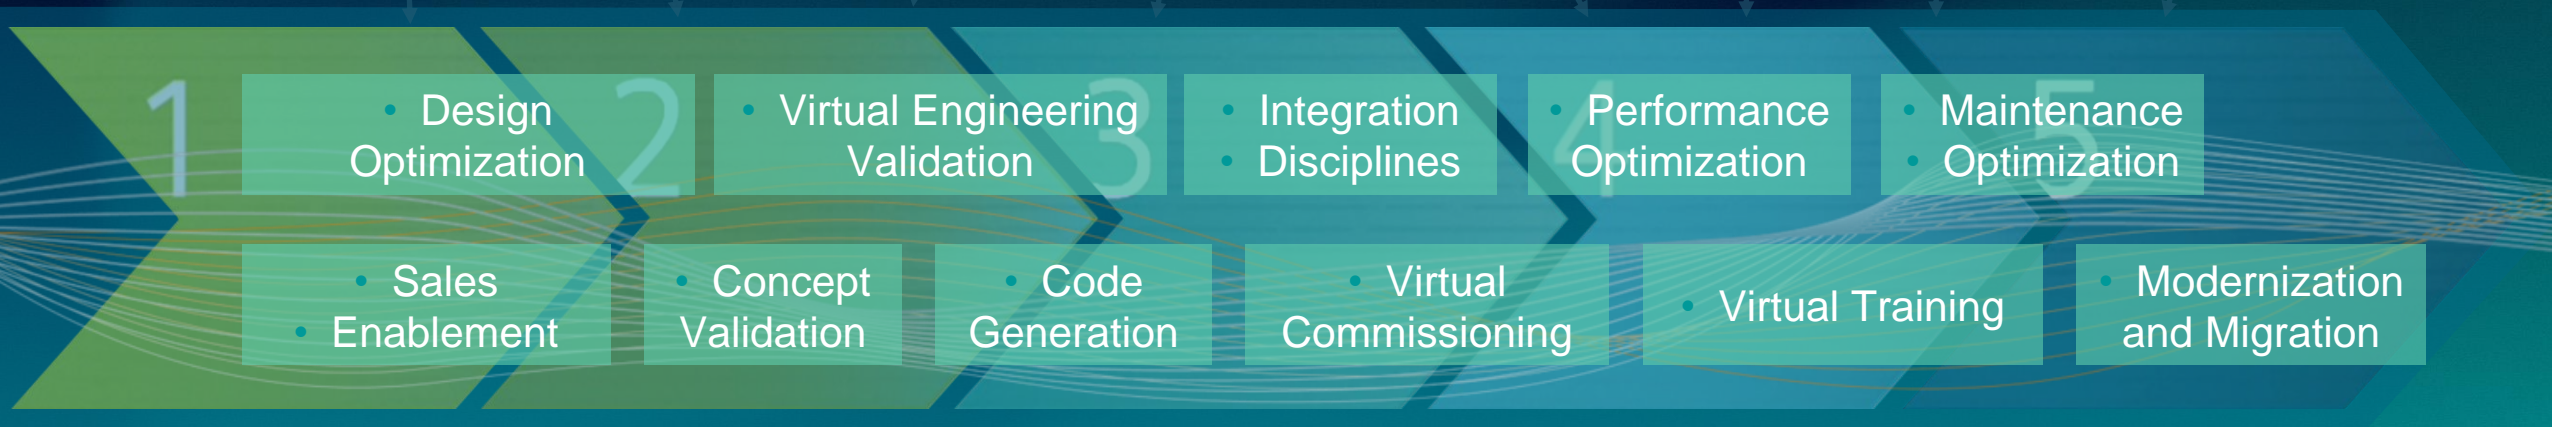 1
2
3
4
5
• Design
Optimization
• Virtual Engineering
Validation
• Integration
• Disciplines
• Performance
Optimization
• Maintenance
• Optimization
• Sales
• Enablement
• Concept
Validation
• Code
Generation
• Virtual
Commissioning
• Virtual Training
• Modernization
and Migration